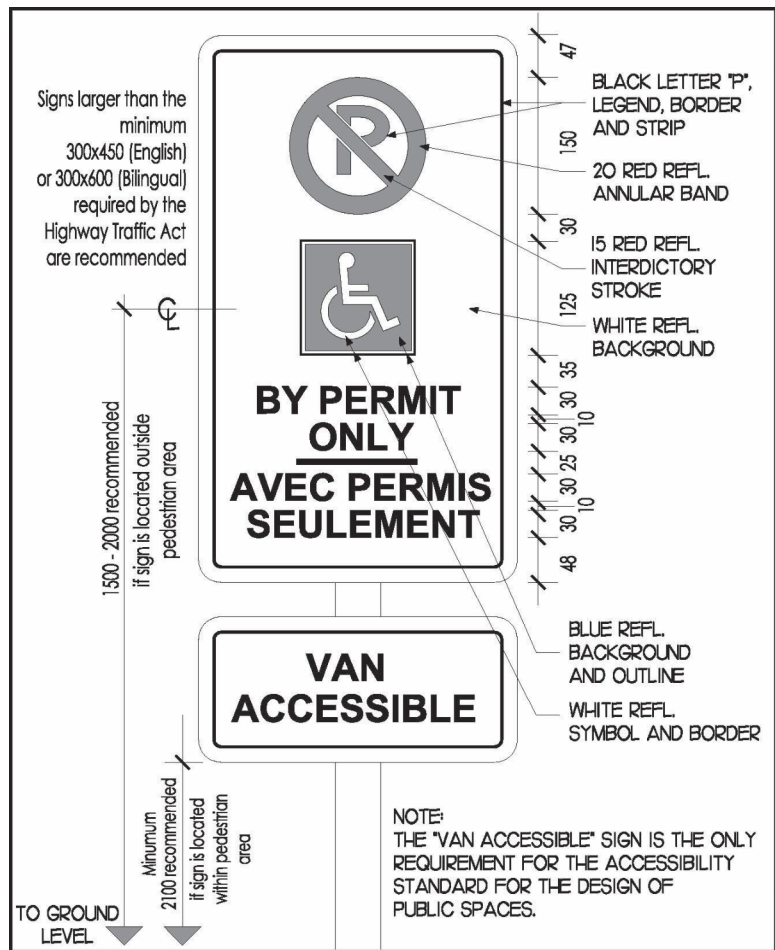 Signs larger than the
minimum
300x450 (English)
or 300x600 (Bilingual)
required by the
Highway Traffic Act
are recommended
CL
1500 - 2000 recommended
if sign is located outside
pedestrian area
Minumum
2100 recommended
if sign is located
within pedestrian
area
TO GROUND
LEVEL
P
BY PERMIT
ONLY
AVEC PERMIS
SEULEMENT
VAN
ACCESSIBLE
47
150
30
125
35
30
10
30
25
30
10
30
48
BLACK LETTER "P",
LEGEND, BORDER
AND STRIP
20 RED REFL.
ANNULAR BAND
15 RED REFL.
INTERDICTORY
STROKE
WHITE REFL.
BACKGROUND
BLUE REFL.
BACKGROUND
AND OUTLINE
WHITE REFL.
SYMBOL AND BORDER
NOTE:
THE "VAN ACCESSIBLE" SIGN IS THE ONLY
REQUIREMENT FOR THE ACCESSIBILITY
STANDARD FOR THE DESIGN OF
PUBLIC SPACES.